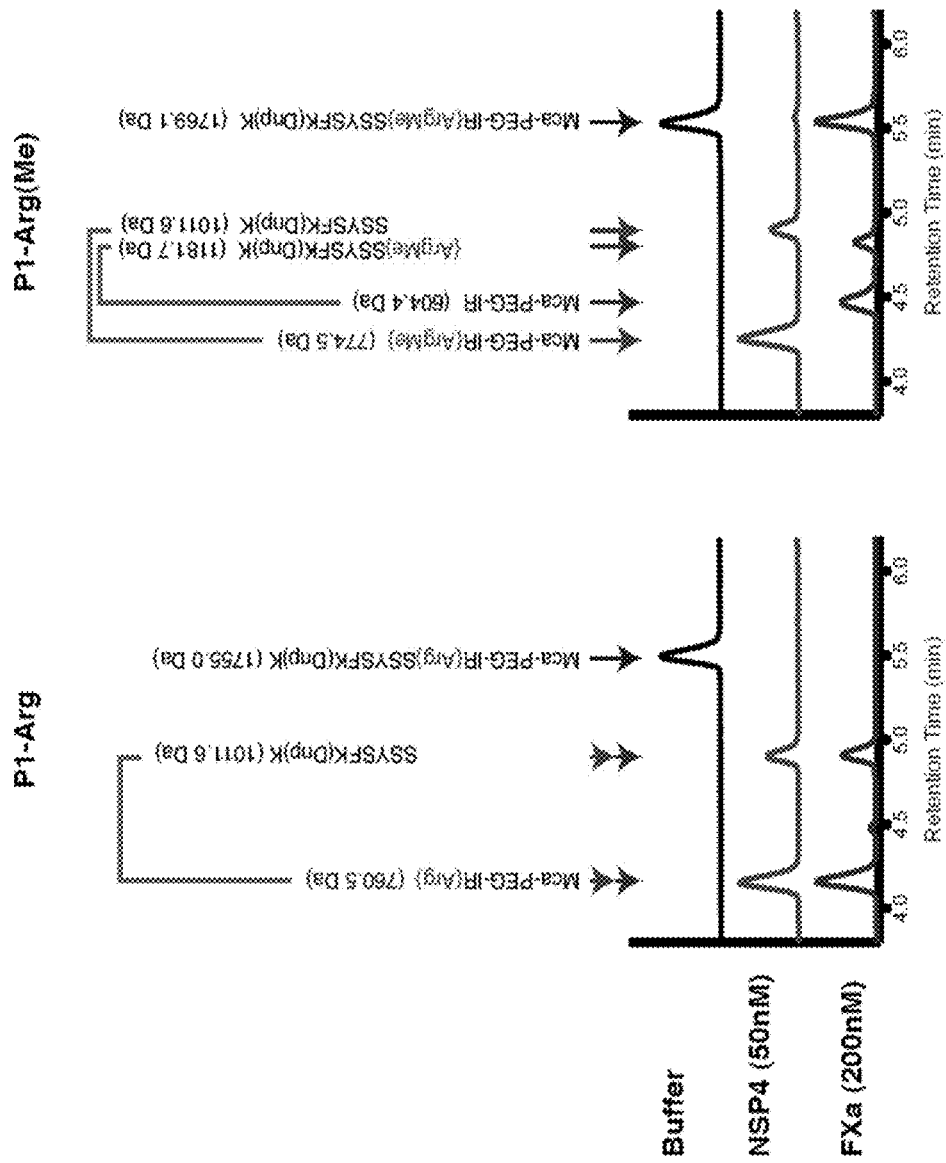 P1-Arg
Mca-PEG-IR(Arg) (760.5 Da)
SSYSFK(Dnp)K (1011.6 Da)
Mca-PEG-IR(Arg)SSYSFK(Dnp)K (1755.0 Da)
Buffer
NSP4 (50nM)
FXa (200nM)
4.0 4.5 5.0 5.5 6.0
Retention Time (min)
P1-Arg(Me)
Mca-PEG-IR(ArgMe) (774.5 Da)
Mca-PEG-IR (604.4 Da)
(ArgMe)SSYSFK(Dnp)K (1181.7 Da)
SSYSFK(Dnp)K (1011.6 Da)
Mca-PEG-IR(ArgMe)SSYSFK(Dnp)K (1769.1 Da)
4.0 4.5 5.0 5.5 6.0
Retention Time (min)